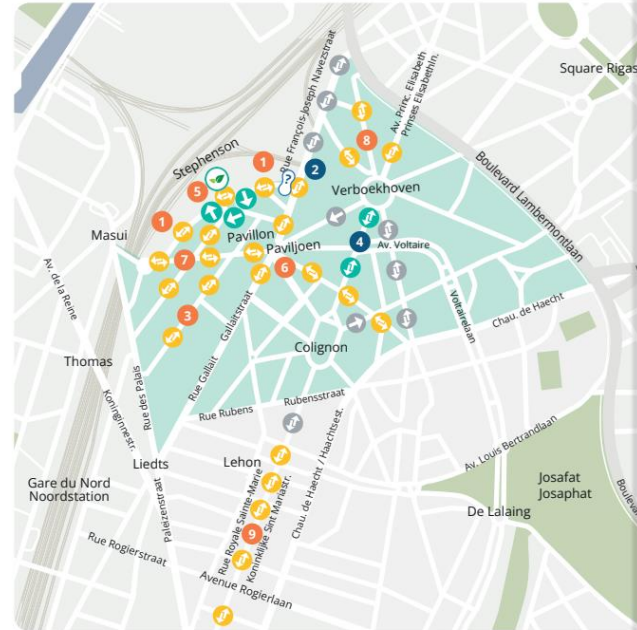 Square Rigas
Av. Princ. Elisabeth
Prinses Elisabethln.
Rue François-Joseph Navezstraat
Boulevard Lambermontlaan
8
2
1
Stephenson
?
5
Verboekhoven
1
Masui
Pavillon
Paviljoen
4
Av. Voltaire
7
6
Av. de la Reine
Voltairelaan
Chau. de Haecht
3
Gallaitstraat
Rue Gallait
Colignon
Thomas
Rue des Palais
Koninginnestr.
Rubensstraat
Rue Rubens
Liedts
Lehon
Av. Louis Bertrandlaan
Chau. de Haecht / Haachtsest.
Gare du Nord
Noordstation
Josafat
Josaphat
Paleizenstraat
De Lalaing
Rue Royale Sainte-Marie
Koninklijke Sint Mariastr.
9
Rue Rogierstraat
Avenue Rogierlaan